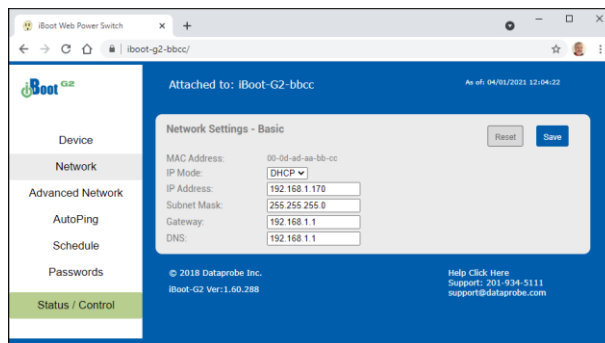 iBoot Web Power Switch
iboot-g2-bbcc/
iBoot G2
Attached to: iBoot-G2-bbcc
As of: 04/01/2021 12:04:22
Device
Network
Advanced Network
AutoPing
Schedule
Passwords
Status / Control
Network Settings - Basic
Reset
Save
MAC Address: 00-0d-ad-aa-bb-cc
IP Mode: DHCP
IP Address: 192.168.1.170
Subnet Mask: 255.255.255.0
Gateway: 192.168.1.1
DNS: 192.168.1.1
© 2018 Dataprobe Inc.
iBoot-G2 Ver:1.60.288
Help Click Here
Support: 201-934-5111
support@dataprobe.com